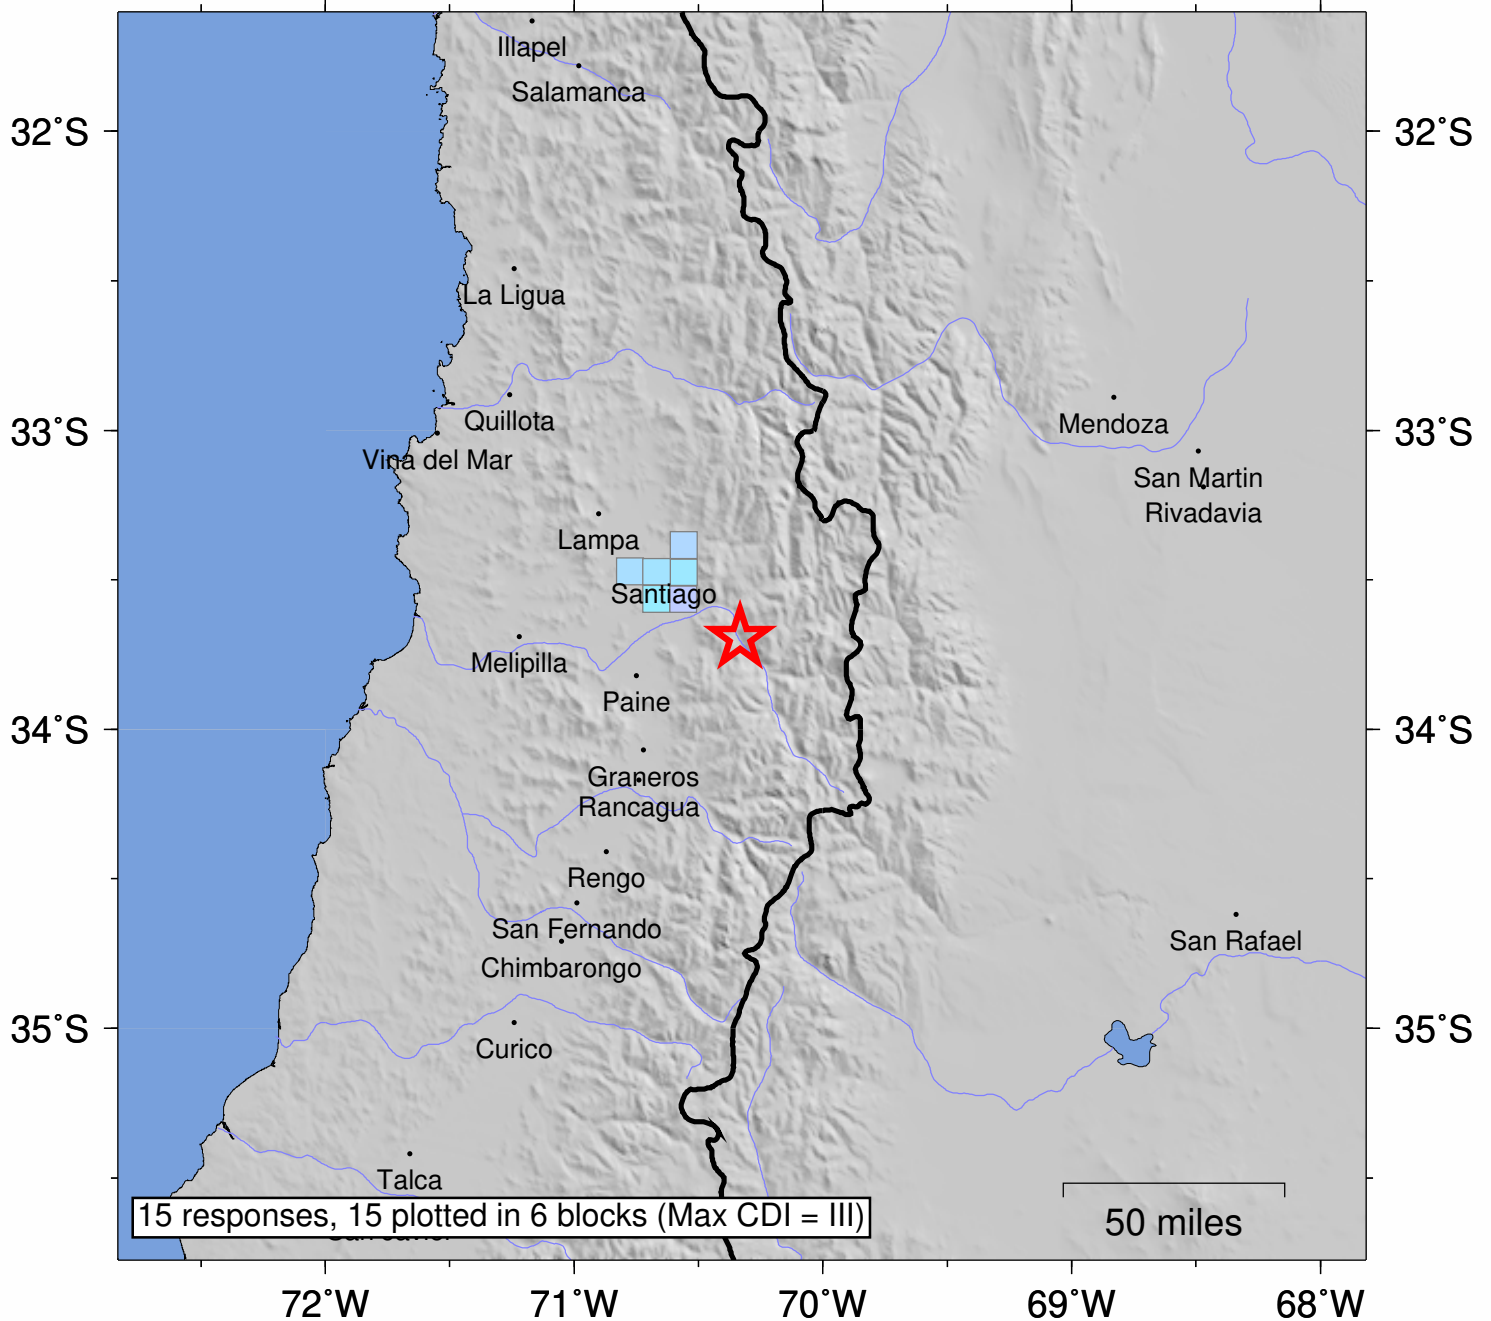 Illapel
Salamanca
32°S
32°S
La Ligua
Quillota
Mendoza
33°S
33°S
Vina del Mar
San Martin
Rivadavia
Lampa
Santiago
Melipilla
Paine
34°S
34°S
Graneros
Rancagua
Rengo
San Fernando
San Rafael
Chimbarongo
35°S
35°S
Curico
Talca
15 responses, 15 plotted in 6 blocks (Max CDI = III)
50 miles
72°W
71°W
70°W
69°W
68°W